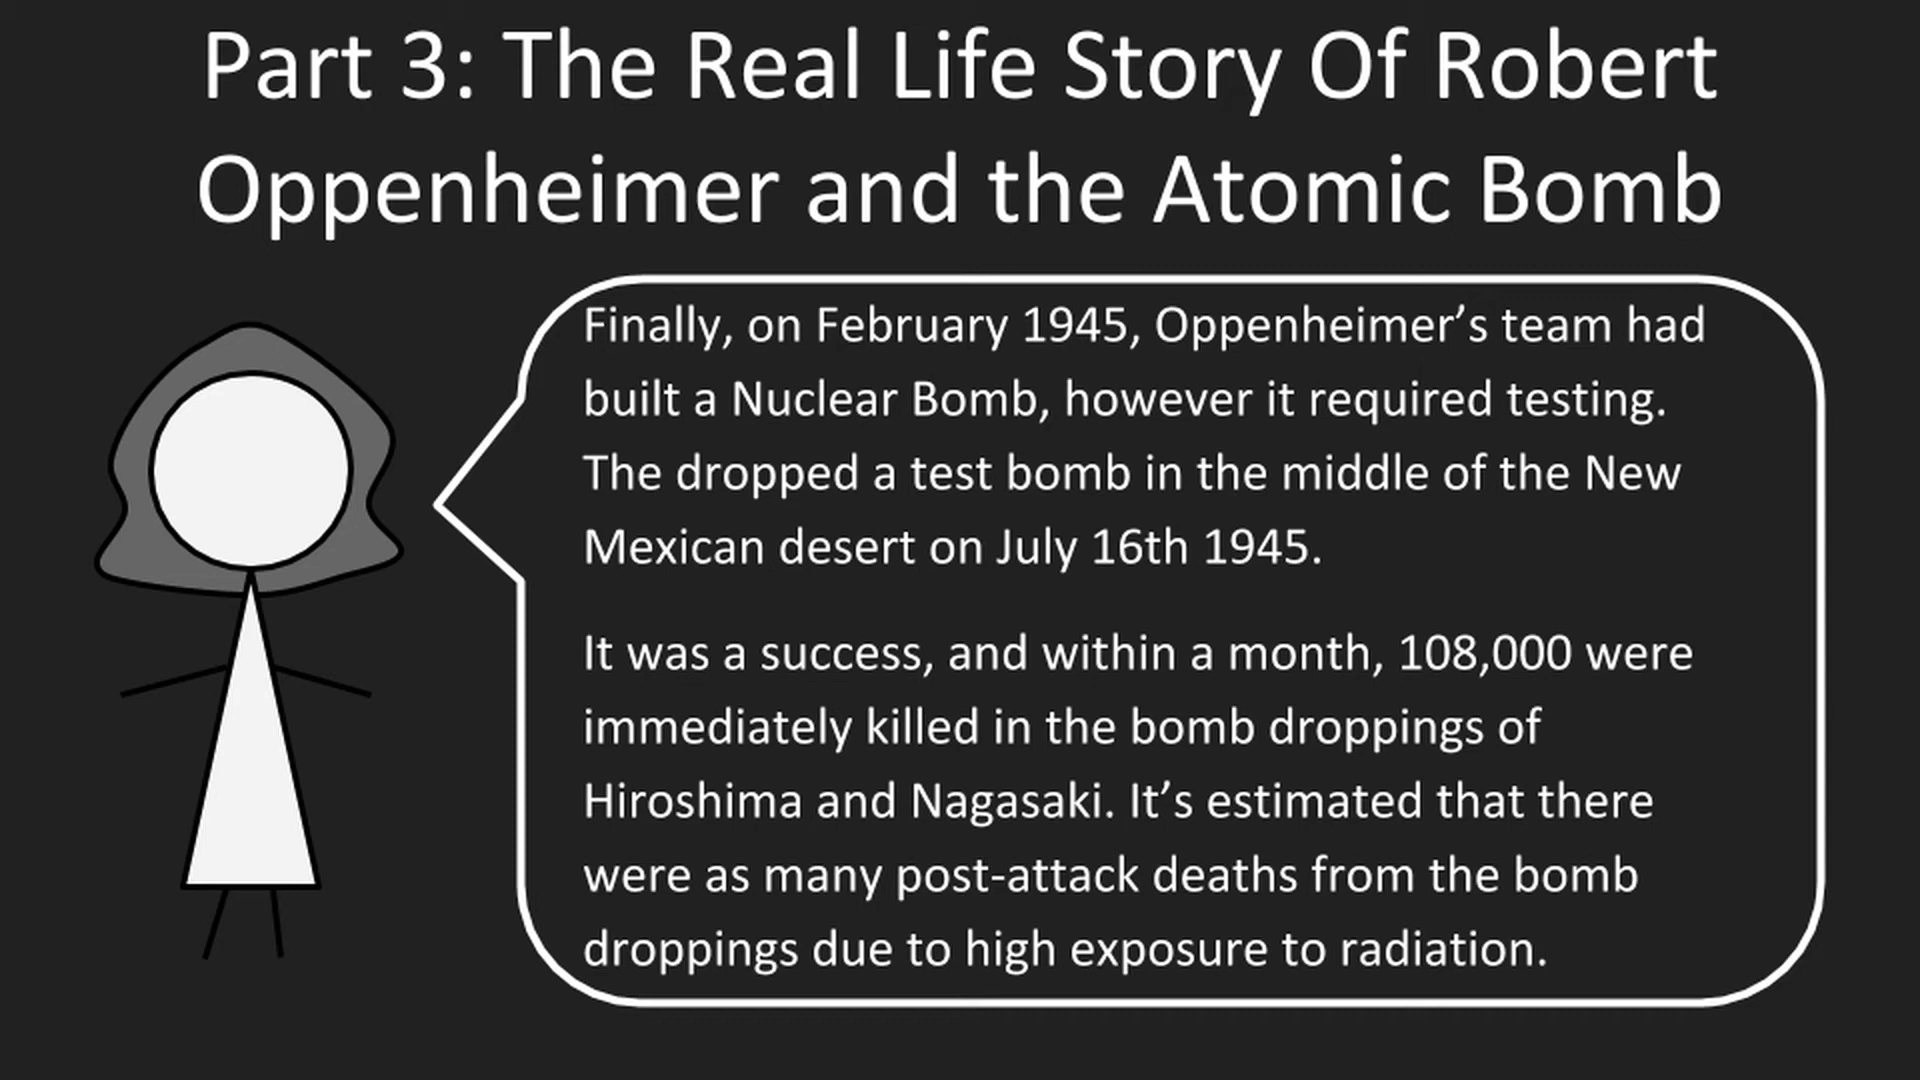 Part 3: The Real Life Story Of Robert
Oppenheimer and the Atomic Bomb
Finally, on February 1945, Oppenheimer’s team had
built a Nuclear Bomb, however it required testing.
The dropped a test bomb in the middle of the New
Mexican desert on July 16th 1945.
It was a success, and within a month, 108,000 were
immediately killed in the bomb droppings of
Hiroshima and Nagasaki. It’s estimated that there
were as many post-attack deaths from the bomb
droppings due to high exposure to radiation.